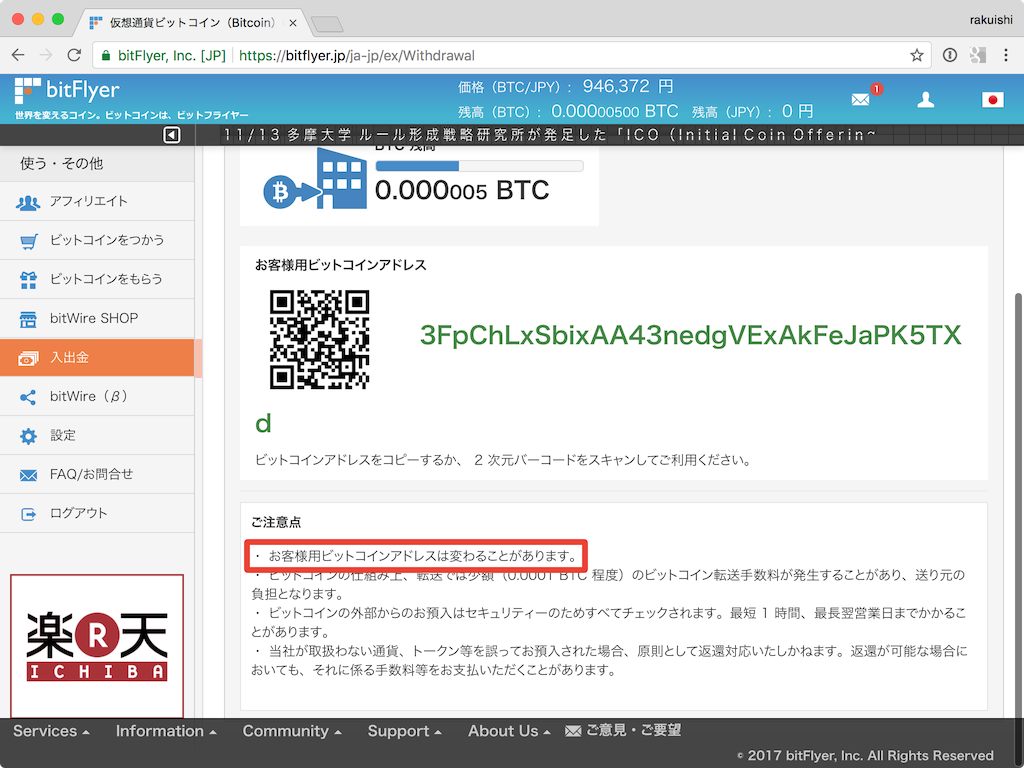 仮想通貨ビットコイン（Bitcoin）
rakuishi
bitFlyer, Inc. [JP] https://bitflyer.jp/ja-jp/ex/Withdrawal
bitFlyer
世界を変えるコイン。ビットコインは、ビットフライヤー
価格（BTC/JPY）： 946,372 円
残高（BTC）： 0.00000500 BTC 残高（JPY）： 0 円
1
11/13 多摩大学 ルール形成戦略研究所が発足した「ICO（Initial Coin Offerin
使う・その他
アフィリエイト
ビットコインをつかう
ビットコインをもらう
bitWire SHOP
入出金
bitWire（β）
設定
FAQ/お問合せ
ログアウト
楽R天
ICHIBA
BTC 残高
0.000005 BTC
お客様用ビットコインアドレス
3FpChLxSbixAA43nedgVExAkFeJaPK5TX
d
ビットコインアドレスをコピーするか、 2 次元バーコードをスキャンしてご利用ください。
ご注意点
・ お客様用ビットコインアドレスは変わることがあります。
・ ビットコインの仕組み上、転送では少額（0.0001 BTC 程度）のビットコイン転送手数料が発生することがあり、送り元の
負担となります。
・ ビットコインの外部からのお預入はセキュリティーのためすべてチェックされます。最短 1 時間、最長翌営業日までかかるこ
とがあります。
・ 当社が取扱わない通貨、トークン等を誤ってお預入された場合、原則として返還対応いたしかねます。返還が可能な場合に
おいても、それに係る手数料等をお支払いただくことがあります。
Services Information Community Support About Us ご意見・ご要望
© 2017 bitFlyer, Inc. All Rights Reserved